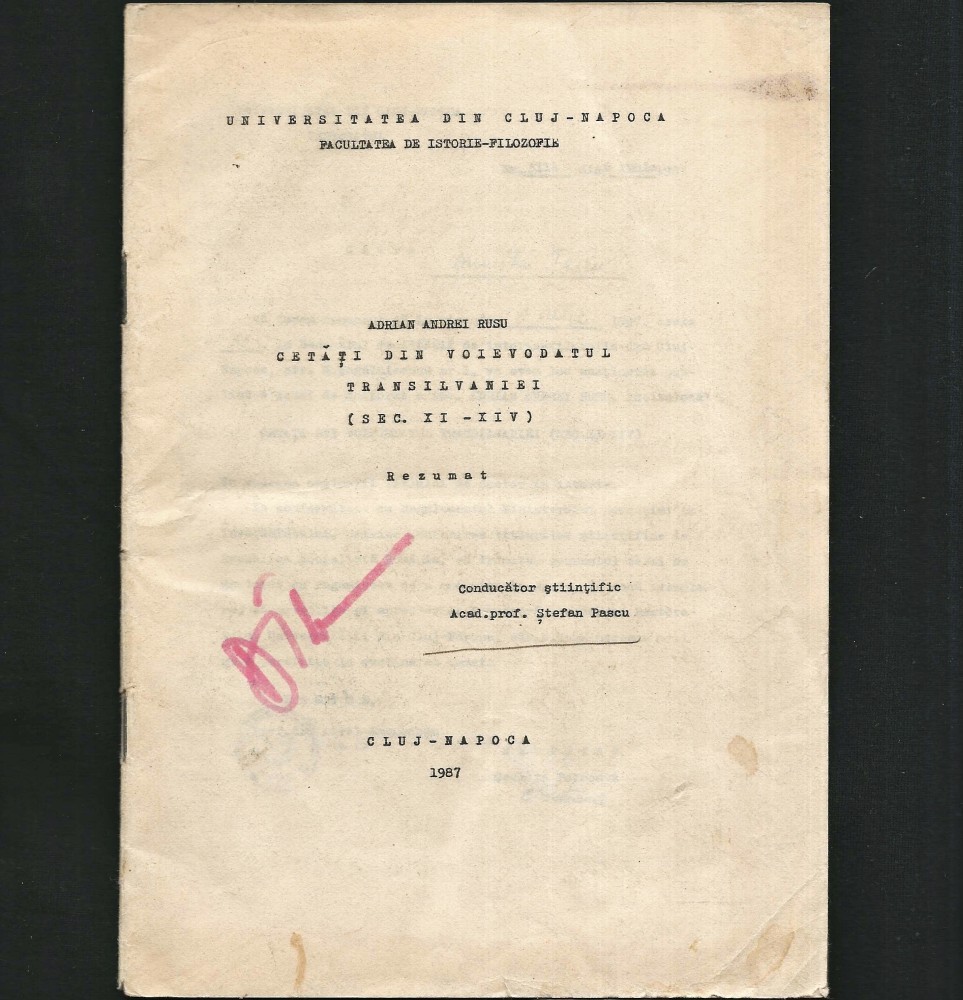 UNIVERSITATEA DIN CLUJ-NAPOCA
FACULTATEA DE ISTORIE-FILOZOFIE
ADRIAN ANDREI RUSU
CETĂȚI DIN VOIEVODATUL
TRANSILVANIEI
(SEC. XI -XIV)
Rezumat
Conducător științific
Acad.prof. Ștefan Pascu
CLUJ-NAPOCA
1987